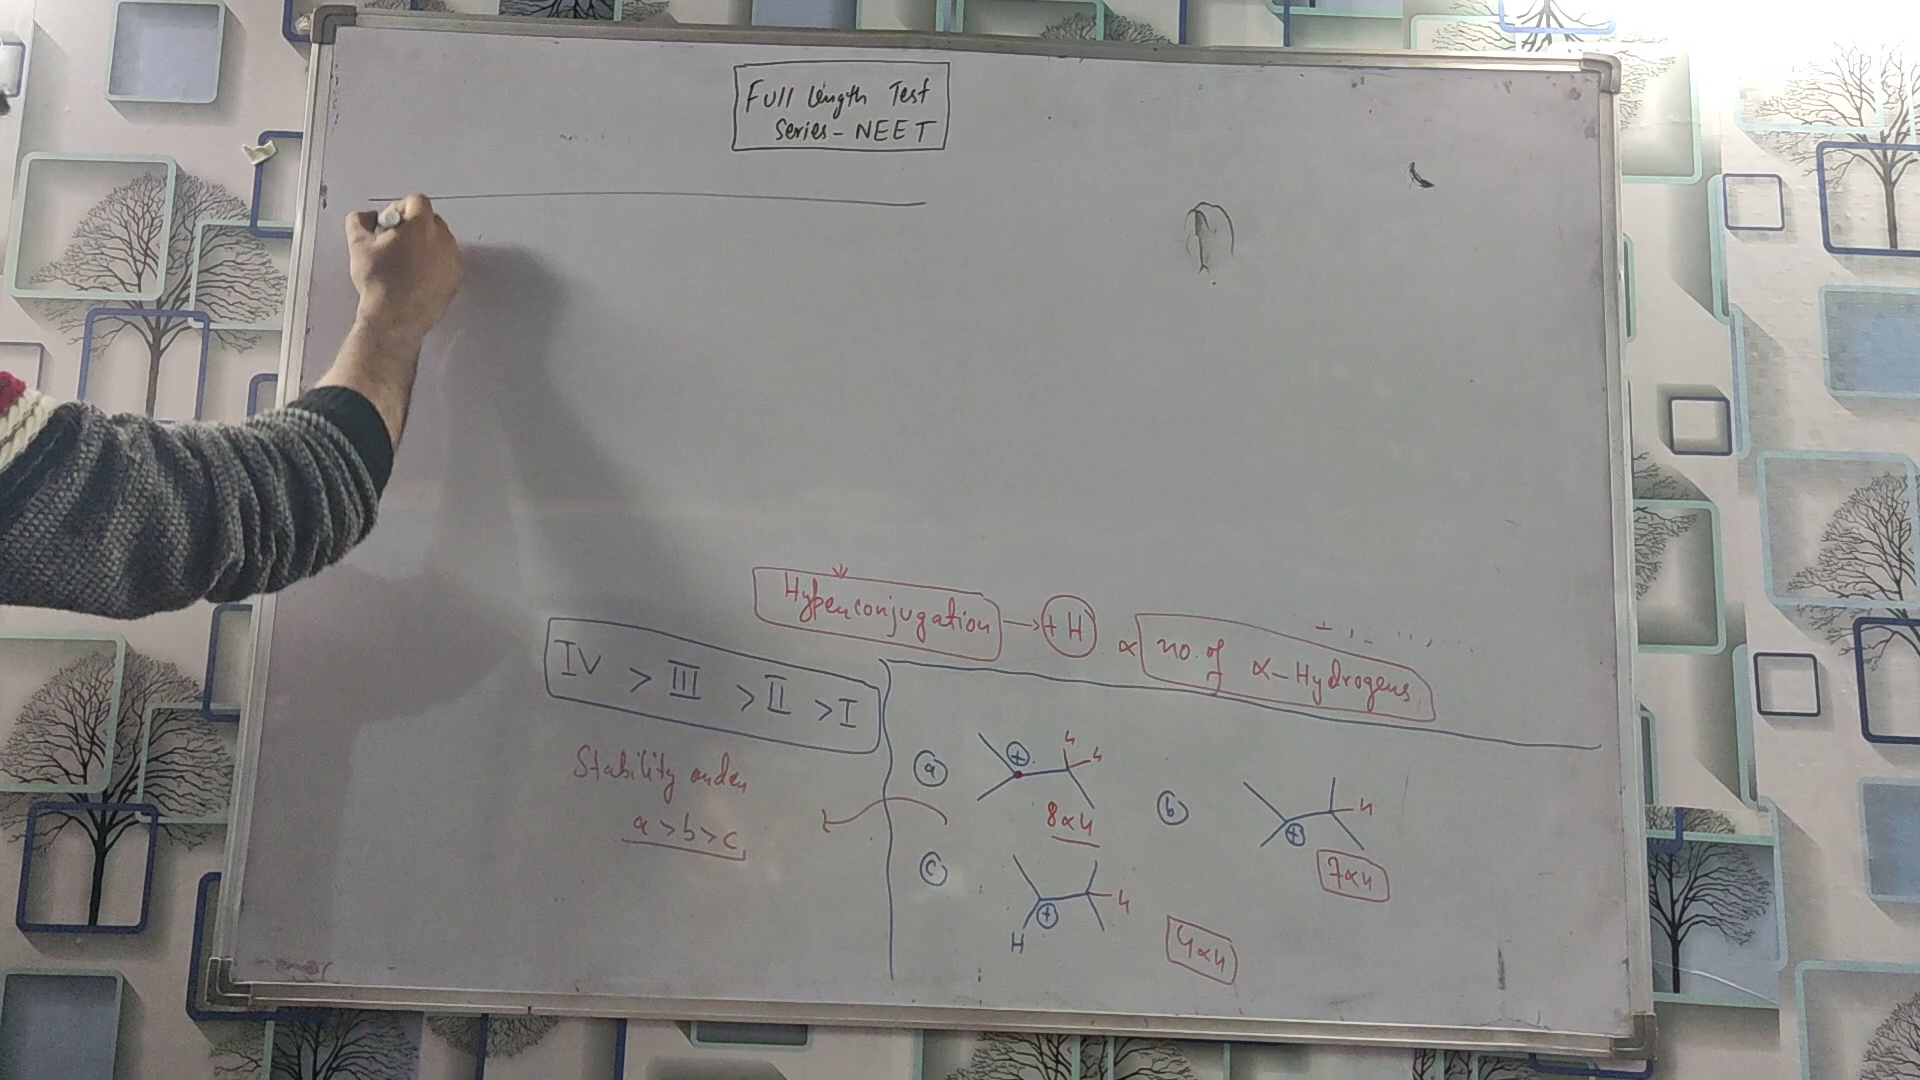 Full Length Test
Series - NEET
Hyperconjugation → +H ∝ no. of α-Hydrogens
IV > III > II > I
Stability order
a > b > c
a
+
H
H
8αH
b
+
H
7αH
c
+
H
H
4αH